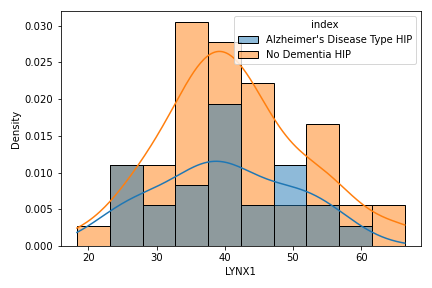 index
Alzheimer's Disease Type HIP
No Dementia HIP
0.030
0.025
0.020
0.015
0.010
0.005
0.000
Density
20 30 40 50 60
LYNX1